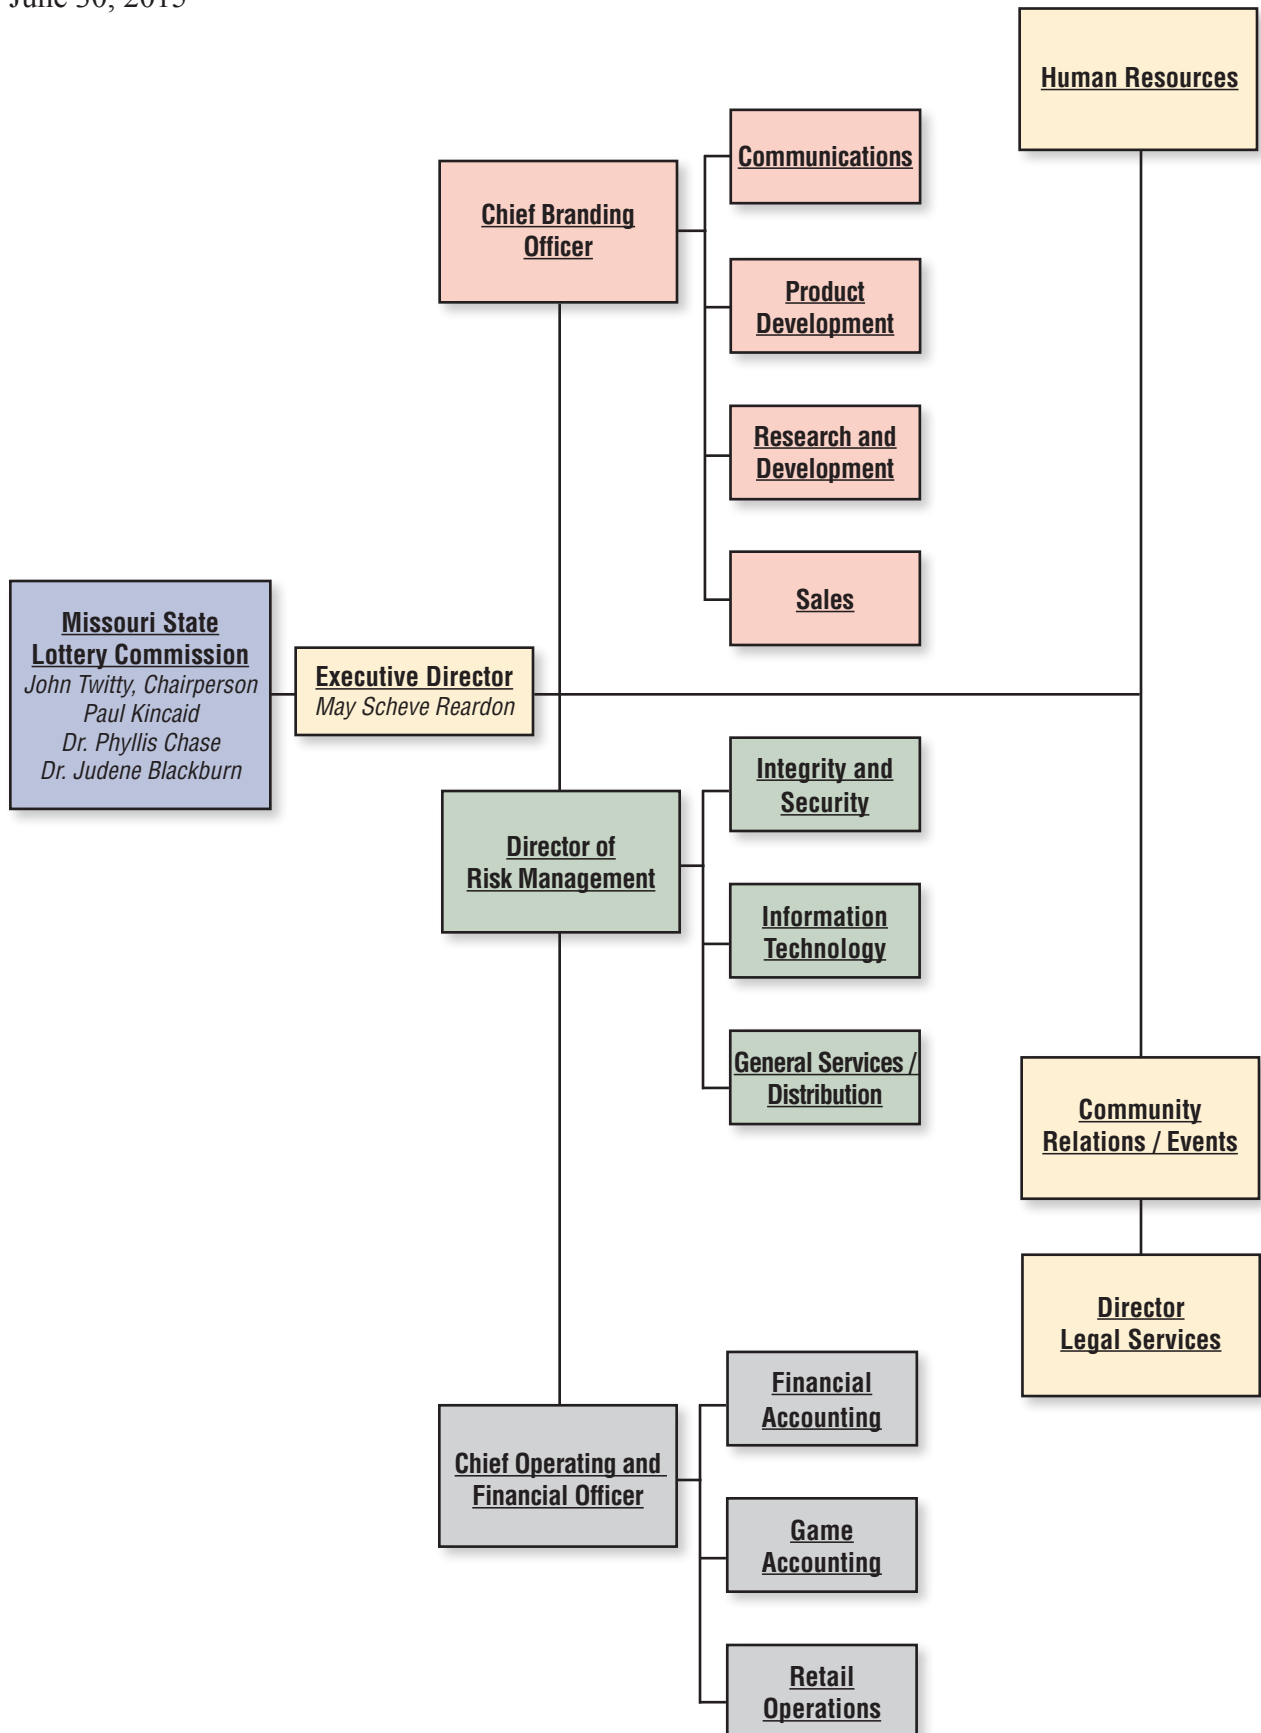 June 30, 2015
Human Resources
Communications
Chief Branding
Officer
Product
Development
Research and
Development
Sales
Missouri State
Lottery Commission
John Twitty, Chairperson
Paul Kincaid
Dr. Phyllis Chase
Dr. Judene Blackburn
Executive Director
May Scheve Reardon
Integrity and
Security
Director of
Risk Management
Information
Technology
General Services /
Distribution
Community
Relations / Events
Director
Legal Services
Financial
Accounting
Chief Operating and
Financial Officer
Game
Accounting
Retail
Operations